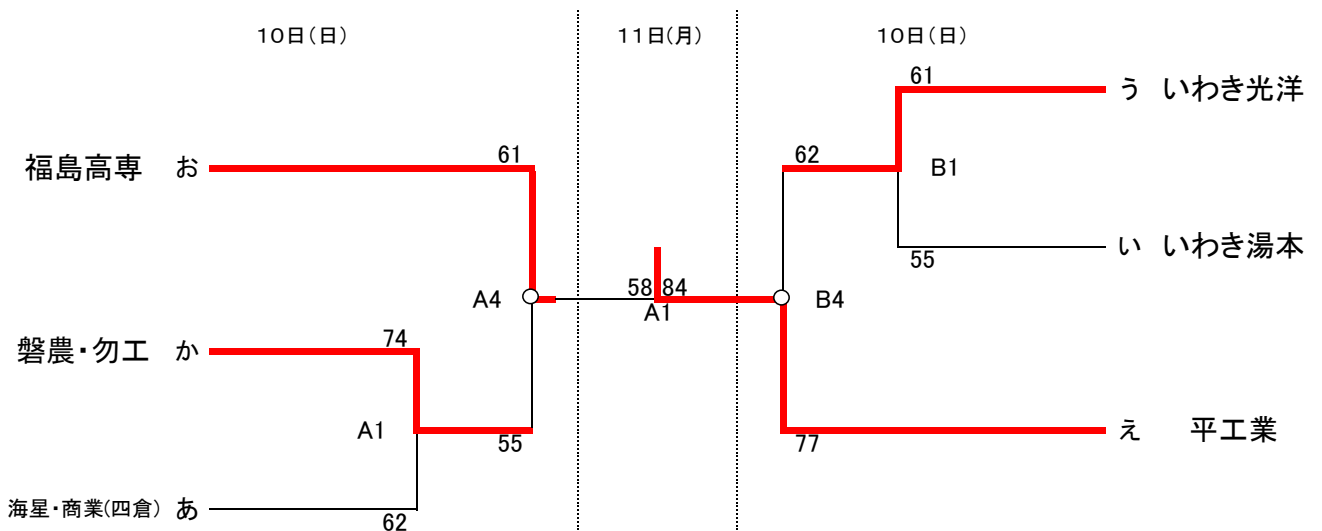 10日(日)
11日(月)
10日(日)
61
う いわき光洋
福島高専 お
61
62
B1
い いわき湯本
55
A4
58 84
A1
B4
磐農・勿工 か
74
A1
55
77
え 平工業
海星・商業(四倉) あ
62